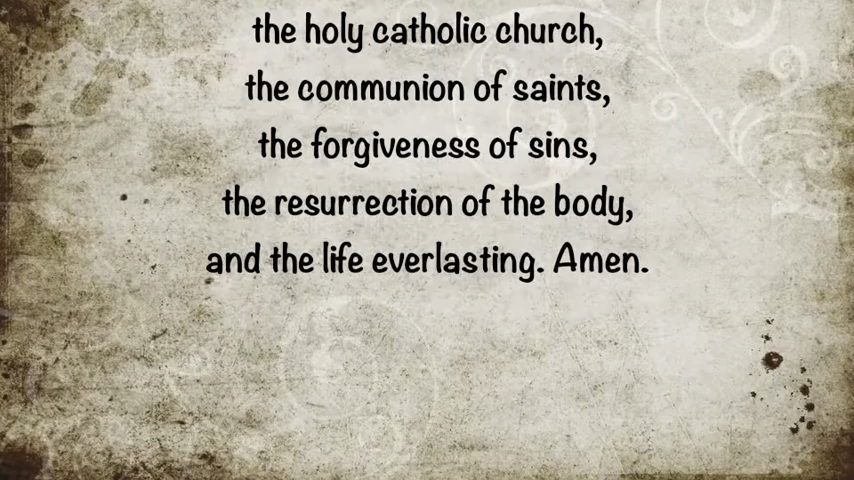 the holy catholic church,
the communion of saints,
the forgiveness of sins,
the resurrection of the body,
and the life everlasting. Amen.